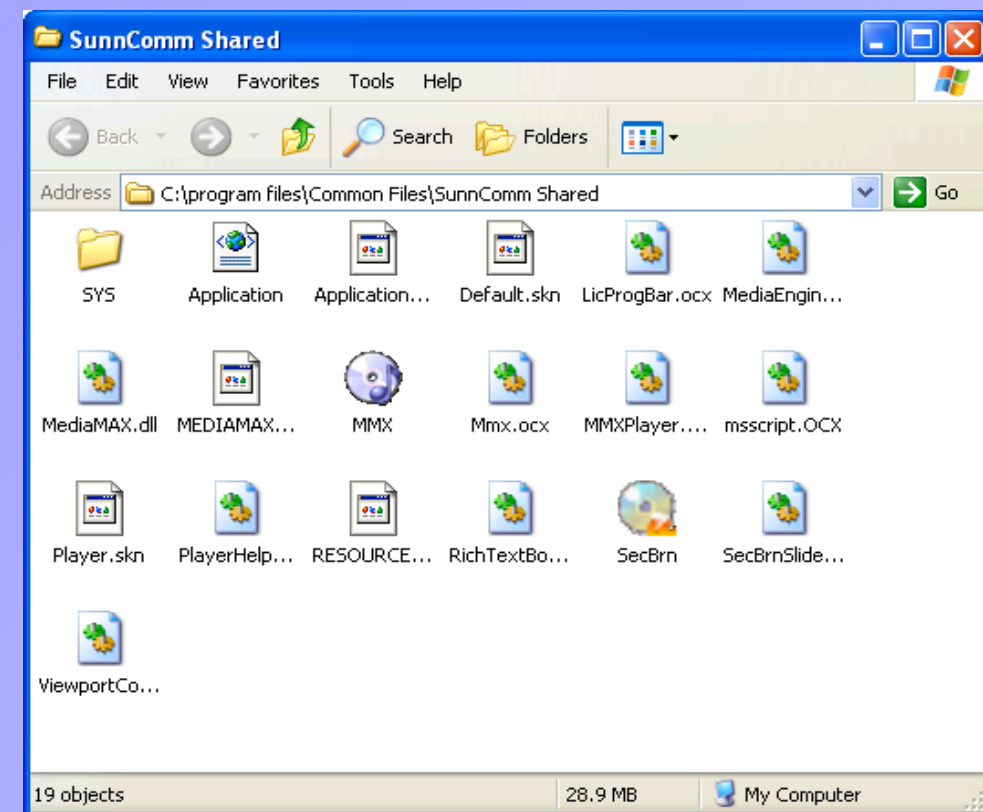 SunnComm Shared
File Edit View Favorites Tools Help
Back Search Folders
Address C:\program files\Common Files\SunnComm Shared Go
SYS Application Application... Default.skn LicProgBar.ocx MediaEngin...
MediaMAX.dll MEDIAMAX... MMX Mmx.ocx MMXPlayer.... msscript.OCX
Player.skn PlayerHelp... RESOURCE... RichTextBo... SecBrn SecBrnSlide...
ViewportCo...
19 objects 28.9 MB My Computer